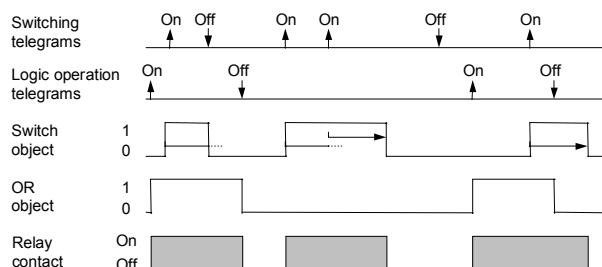 Switching telegrams On Off On On Off On
Logic operation telegrams On Off On Off
Switch object 1 0
OR object 1 0
Relay contact On Off